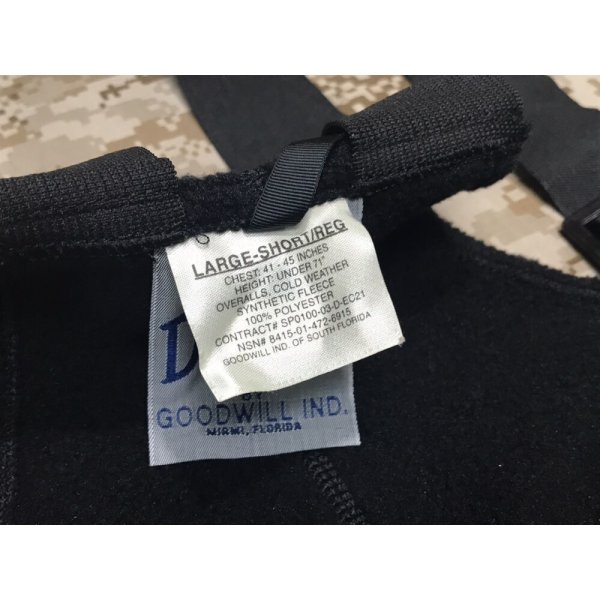 LARGE-SHORT/REG
CHEST: 41 - 45 INCHES
HEIGHT: UNDER 71"
OVERALLS, COLD WEATHER
SYNTHETIC FLEECE
100% POLYESTER
CONTRACT# SP0100-03-D-EC21
NSN# 8415-01-472-6915
GOODWILL IND. OF SOUTH FLORIDA
D
BY
GOODWILL IND.
MIAMI, FLORIDA